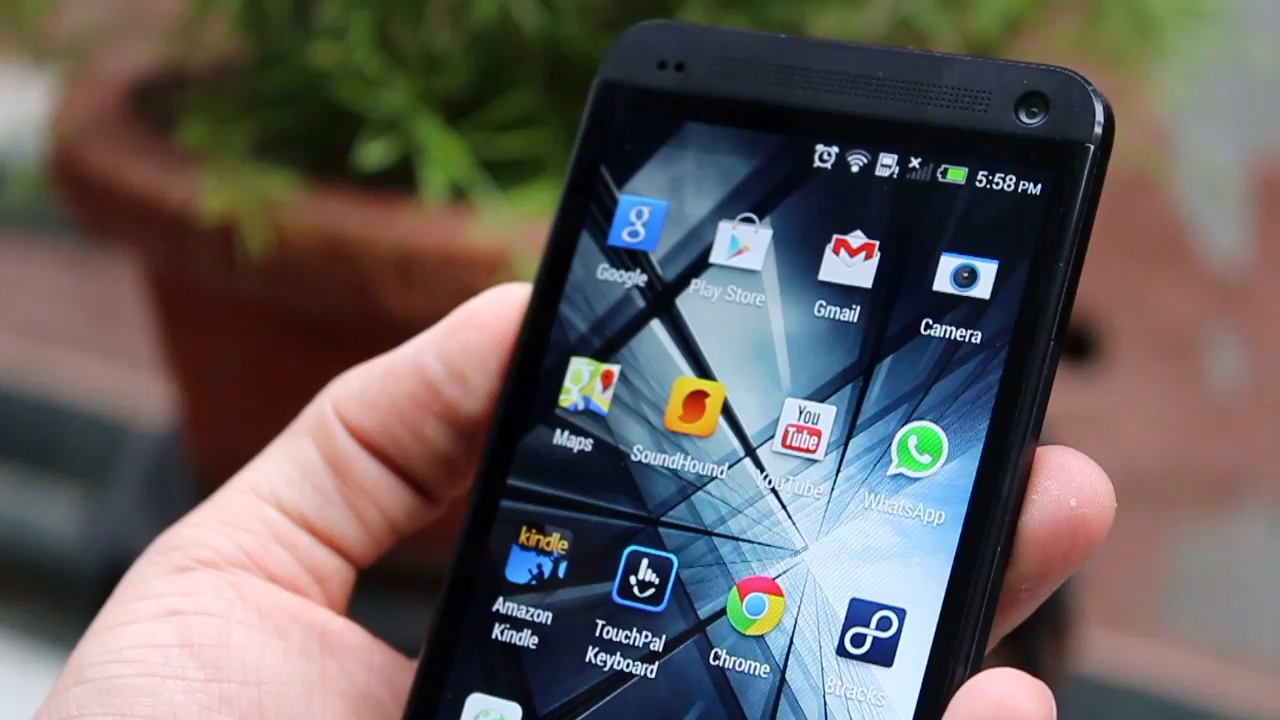 5:58 PM
g
Google
Play Store
Gmail
Camera
g
Maps
SoundHound
You
Tube
YouTube
WhatsApp
kindle
Amazon
Kindle
TouchPal
Keyboard
Chrome
8tracks